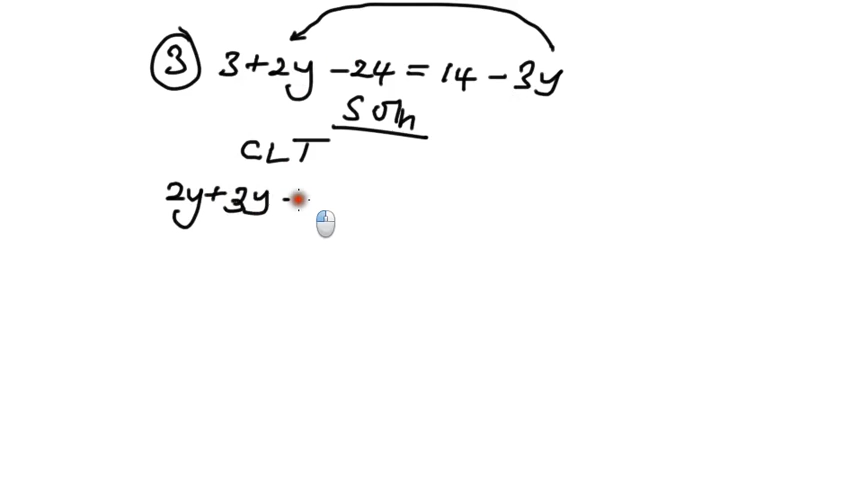 ③ 3+2y -24 = 14 - 3y
Soln
CLT
2y+3y -